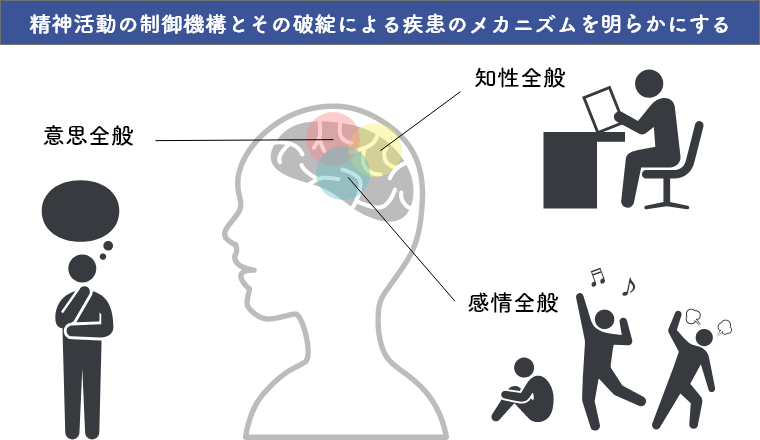 精神活動の制御機構とその破綻による疾患のメカニズムを明らかにする
知性全般
意思全般
感情全般